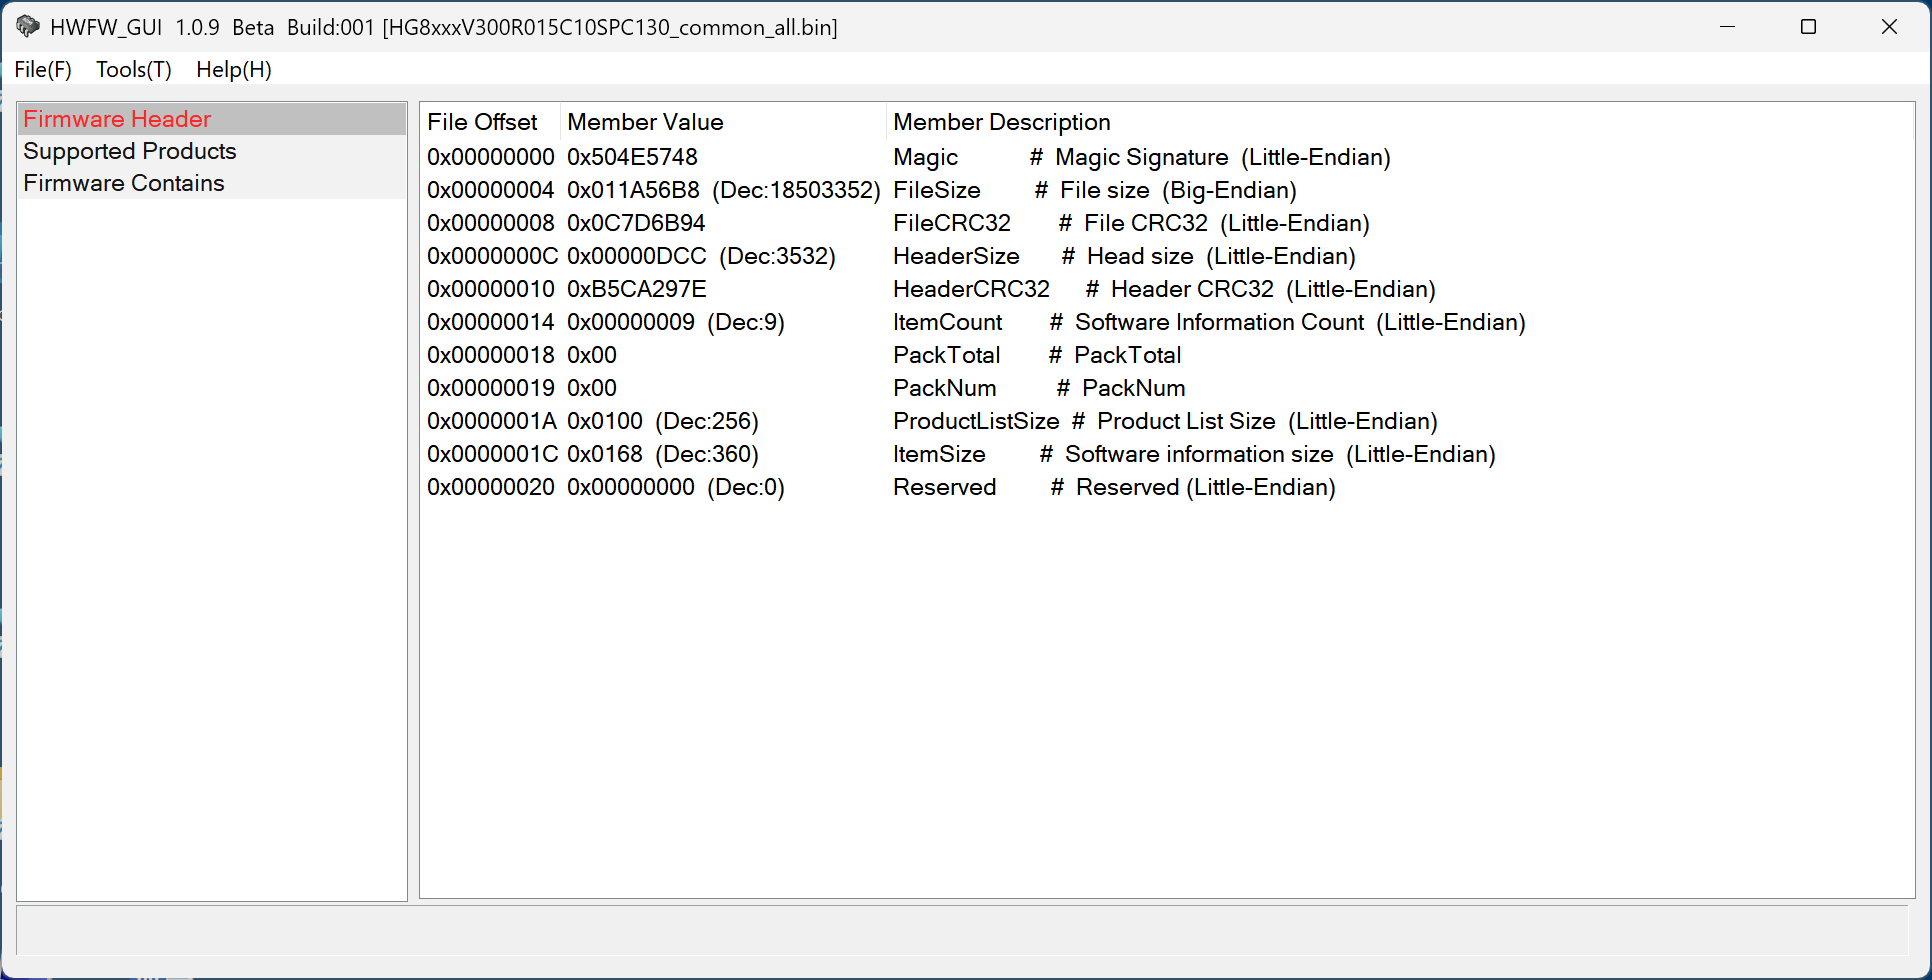 HWFW_GUI 1.0.9 Beta Build:001 [HG8xxxV300R015C10SPC130_common_all.bin]
File(F) Tools(T) Help(H)
Firmware Header
Supported Products
Firmware Contains
File Offset Member Value Member Description
0x00000000 0x504E5748 Magic # Magic Signature (Little-Endian)
0x00000004 0x011A56B8 (Dec:18503352) FileSize # File size (Big-Endian)
0x00000008 0x0C7D6B94 FileCRC32 # File CRC32 (Little-Endian)
0x0000000C 0x00000DCC (Dec:3532) HeaderSize # Head size (Little-Endian)
0x00000010 0xB5CA297E HeaderCRC32 # Header CRC32 (Little-Endian)
0x00000014 0x00000009 (Dec:9) ItemCount # Software Information Count (Little-Endian)
0x00000018 0x00 PackTotal # PackTotal
0x00000019 0x00 PackNum # PackNum
0x0000001A 0x0100 (Dec:256) ProductListSize # Product List Size (Little-Endian)
0x0000001C 0x0168 (Dec:360) ItemSize # Software information size (Little-Endian)
0x00000020 0x00000000 (Dec:0) Reserved # Reserved (Little-Endian)